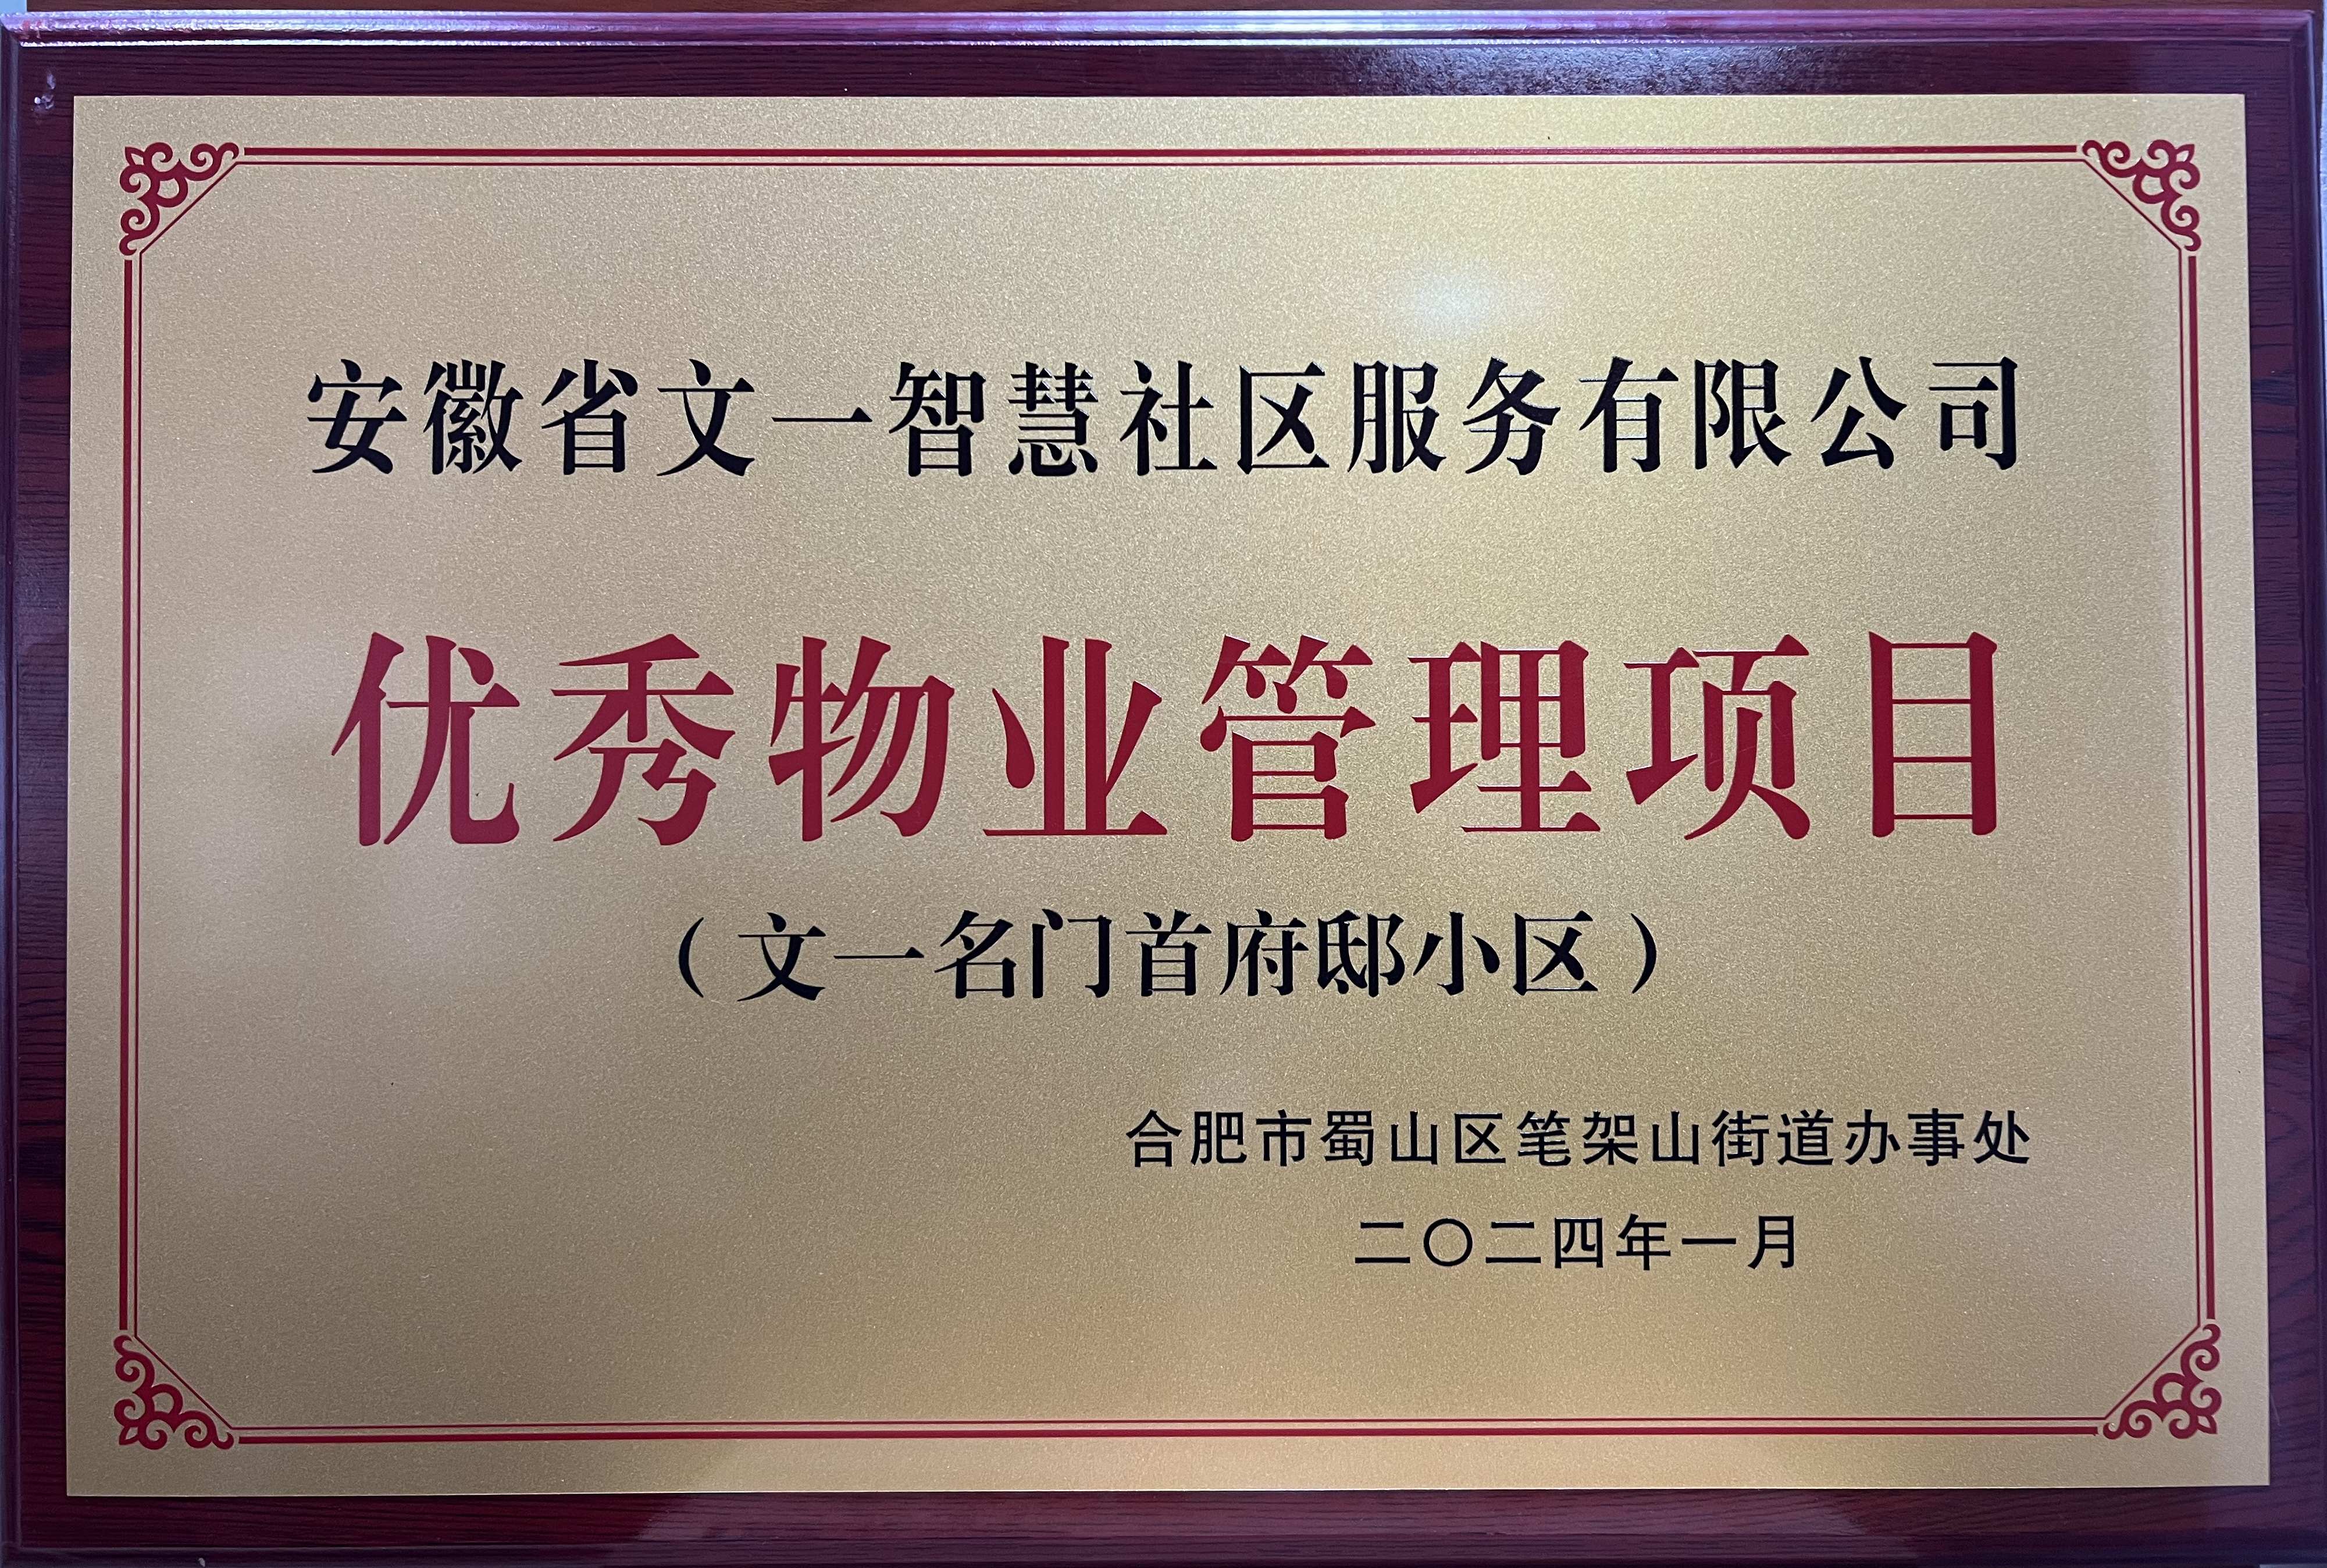 安徽省文一智慧社区服务有限公司
优秀物业管理项目
（文一名门首府邸小区）
合肥市蜀山区笔架山街道办事处
二〇二四年一月